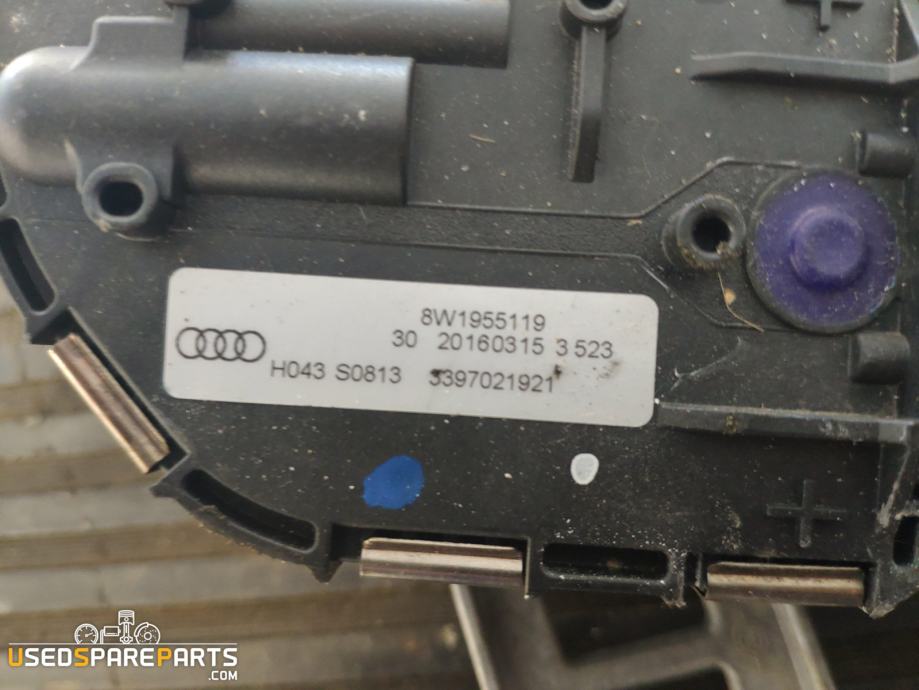 8W1955119
30 20160315 3 523
H043 S0813 3397021921
USEDSPAREPARTS
.COM